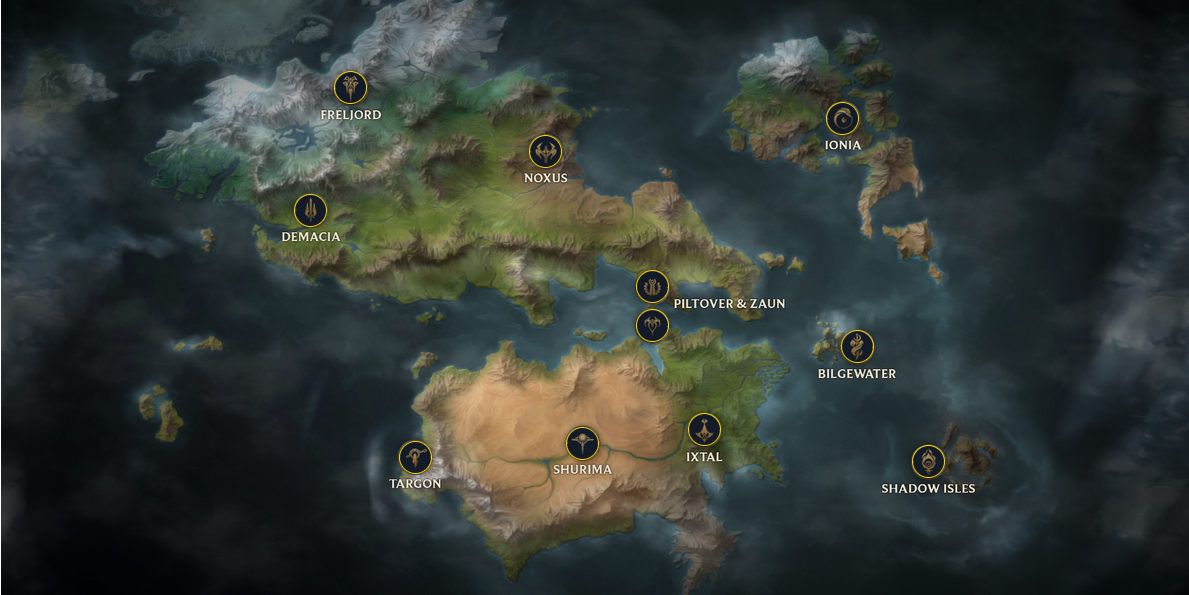 FRELJORD
IONIA
NOXUS
DEMACIA
PILTOVER & ZAUN
BILGEWATER
IXTAL
SHURIMA
TARGON
SHADOW ISLES